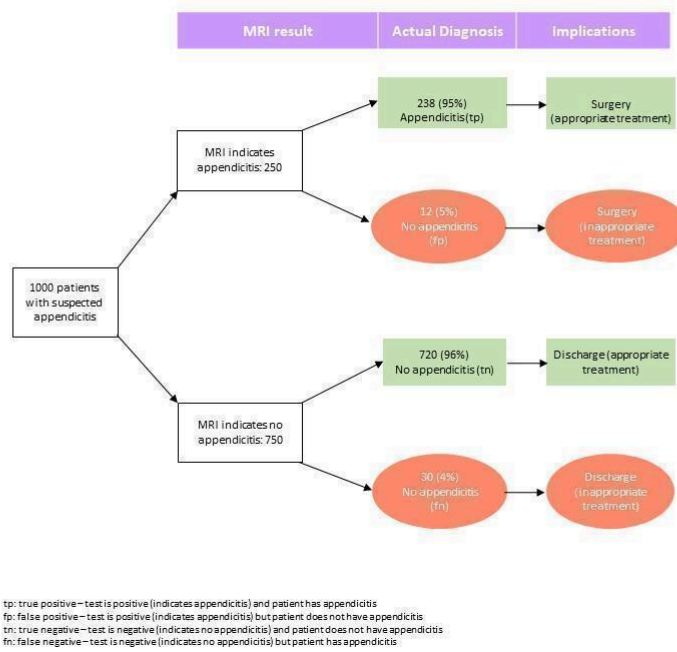 MRI result
Actual Diagnosis
Implications
238 (95%)
Appendicitis (tp)
Surgery
(appropriate treatment)
MRI indicates
appendicitis: 250
12 (5%)
No appendicitis
(fp)
Surgery
(inappropriate
treatment)
1000 patients
with suspected
appendicitis
720 (96%)
No appendicitis (tn)
Discharge (appropriate
treatment)
MRI indicates no
appendicitis: 750
30 (4%)
No appendicitis
(fn)
Discharge
(inappropriate
treatment)
tp: true positive – test is positive (indicates appendicitis) and patient has appendicitis
fp: false positive – test is positive (indicates appendicitis) but patient does not have appendicitis
tn: true negative – test is negative (indicates no appendicitis) and patient does not have appendicitis
fn: false negative – test is negative (indicates no appendicitis) but patient has appendicitis